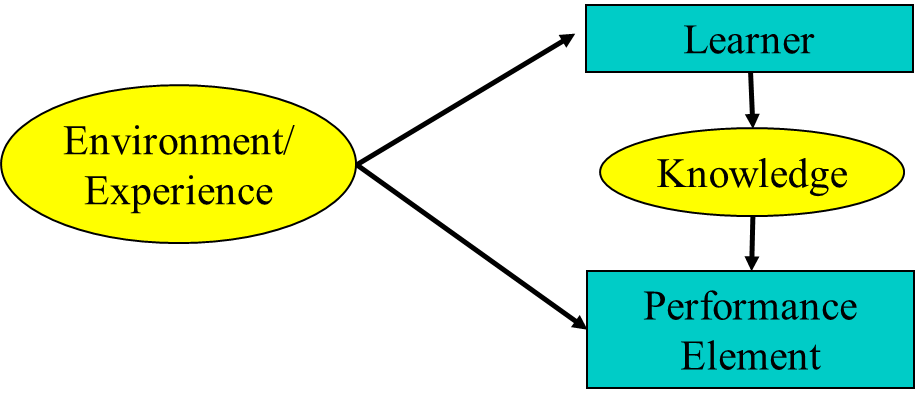 Learner
Environment/
Experience
Knowledge
Performance
Element